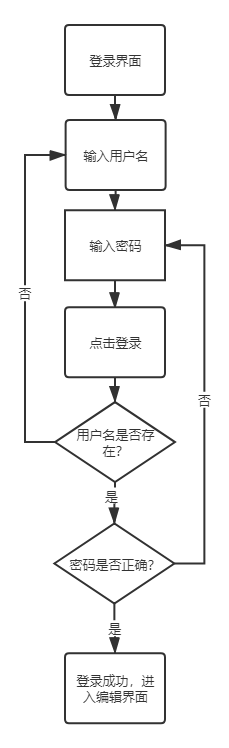 登录界面
输入用户名
输入密码
否
否
点击登录
用户名是否存
在?
是
密码是否正确?
是
登录成功，进
入编辑界面